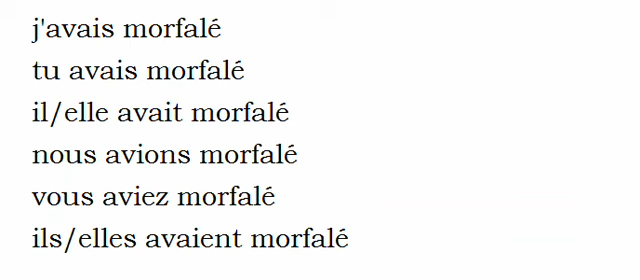 j'avais morfalé
tu avais morfalé
il/elle avait morfalé
nous avions morfalé
vous aviez morfalé
ils/elles avaient morfalé